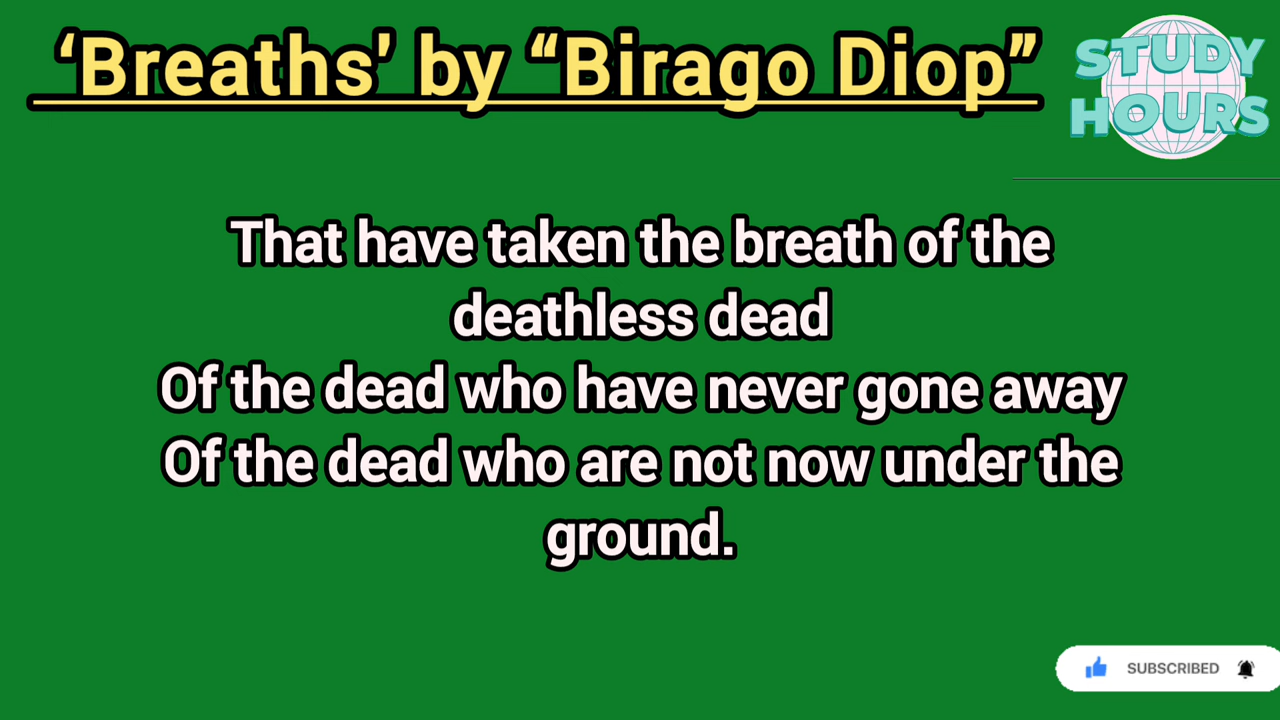 ‘Breaths’ by “Birago Diop”
STUDY
HOURS
That have taken the breath of the
deathless dead
Of the dead who have never gone away
Of the dead who are not now under the
ground.
SUBSCRIBED